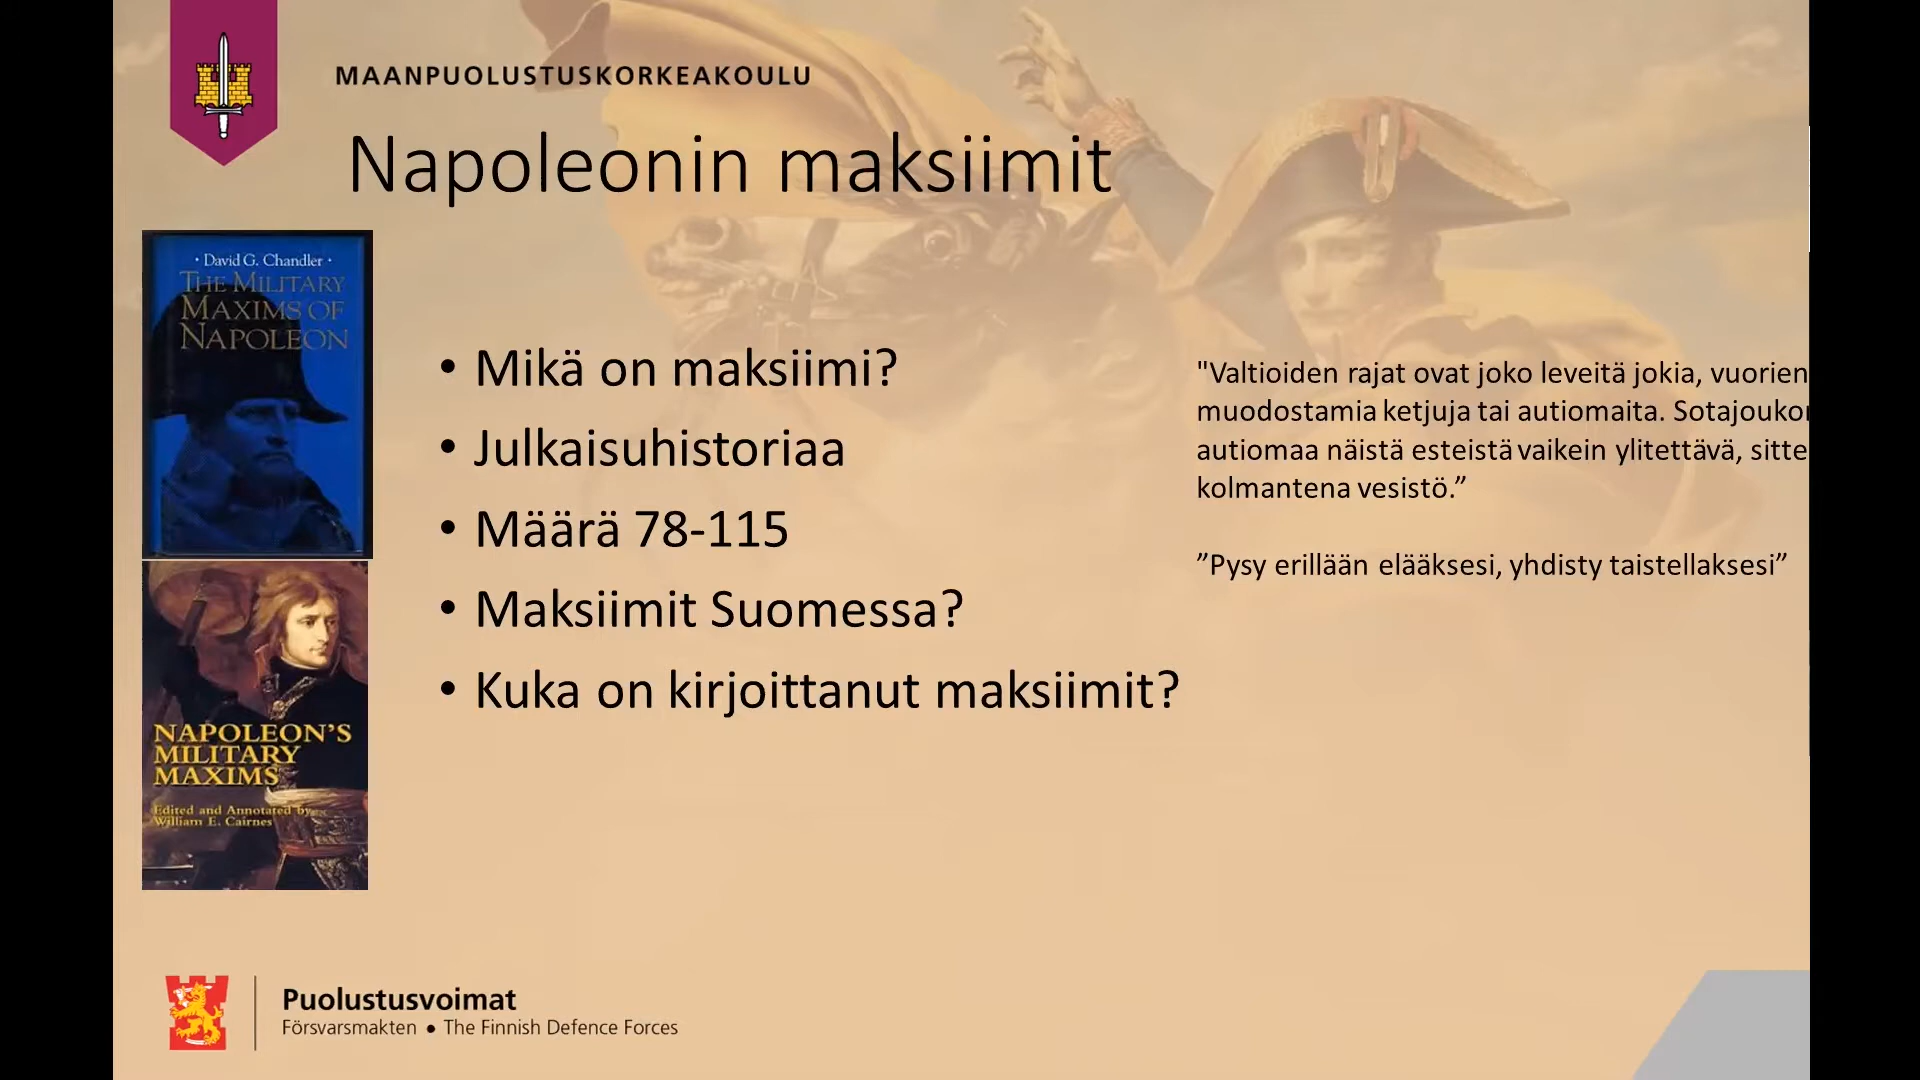 MAANPUOLUSTUSKORKEAKOULU
Napoleonin maksiimit
• David G. Chandler •
THE MILITARY
MAXIMS OF
NAPOLEON
NAPOLEON'S
MILITARY
MAXIMS
Edited and Annotated by
William E. Cairnes
• Mikä on maksiimi?
• Julkaisuhistoriaa
• Määrä 78-115
• Maksiimit Suomessa?
• Kuka on kirjoittanut maksiimit?
"Valtioiden rajat ovat joko leveitä jokia, vuorien
muodostamia ketjuja tai autiomaita.
autiomaa näistä esteistä vaikein ylitettävä,
kolmantena vesistö.”
”Pysy erillään elääksesi, yhdisty taistellaksesi”
Puolustusvoimat
Försvarsmakten • The Finnish Defence Forces